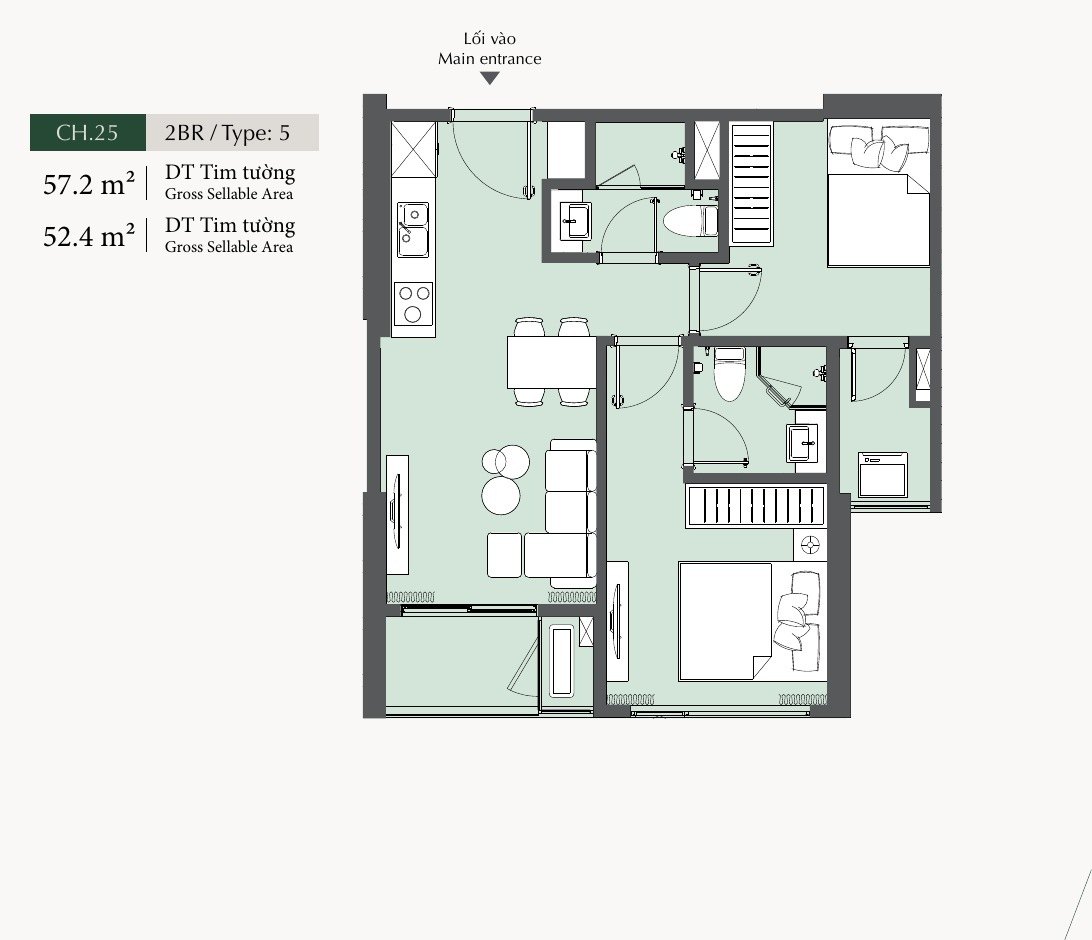 Lối vào
Main entrance
CH.25
2BR / Type: 5
57.2 m²
DT Tim tường
Gross Sellable Area
52.4 m²
DT Tim tường
Gross Sellable Area